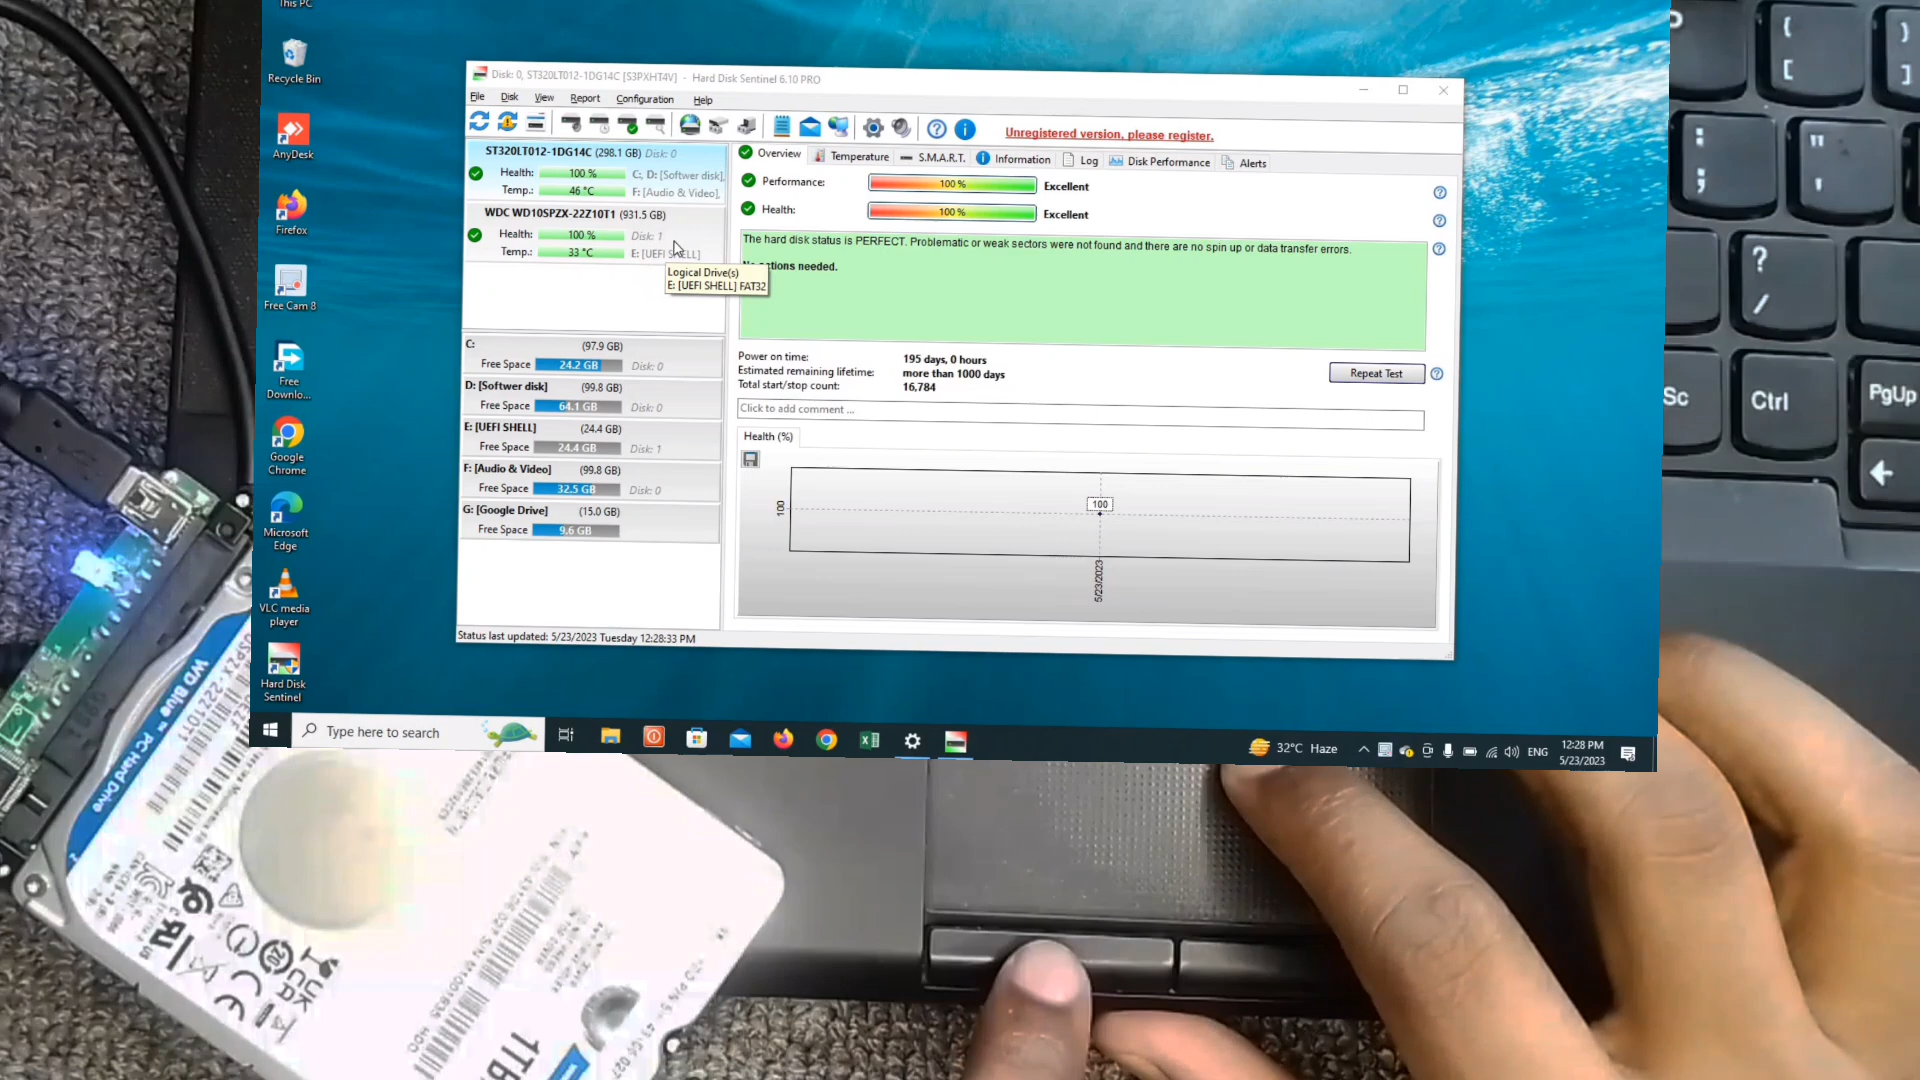 This PC
Recycle Bin
AnyDesk
Firefox
Free Cam 8
Free
Downlo...
Google
Chrome
Microsoft
Edge
VLC media
player
Hard Disk
Sentinel
Disk: 0, ST320LT012-1DG14C [S3PXHT4V] - Hard Disk Sentinel 6.10 PRO
File Disk View Report Configuration Help
Unregistered version, please register.
ST320LT012-1DG14C (298.1 GB) Disk: 0
Health: 100 % C:, D: [Softwer disk],
Temp.: 46 °C F: [Audio & Video],
WDC WD10SPZX-22Z10T1 (931.5 GB)
Health: 100 % Disk: 1
Temp.: 33 °C E: [UEFI SHELL]
Logical Drive(s)
E: [UEFI SHELL] FAT32
C: (97.9 GB)
Free Space 24.2 GB Disk: 0
D: [Softwer disk] (99.8 GB)
Free Space 64.1 GB Disk: 0
E: [UEFI SHELL] (24.4 GB)
Free Space 24.4 GB Disk: 1
F: [Audio & Video] (99.8 GB)
Free Space 32.5 GB Disk: 0
G: [Google Drive] (15.0 GB)
Free Space 9.6 GB
Overview Temperature S.M.A.R.T. Information Log Disk Performance Alerts
Performance: 100 % Excellent
Health: 100 % Excellent
The hard disk status is PERFECT. Problematic or weak sectors were not found and there are no spin up or data transfer errors.
No actions needed.
Power on time: 195 days, 0 hours
Estimated remaining lifetime: more than 1000 days
Total start/stop count: 16,784
Repeat Test
Click to add comment ...
Health (%)
100
100
5/23/2023
Status last updated: 5/23/2023 Tuesday 12:28:33 PM
Type here to search
32°C Haze
ENG
12:28 PM
5/23/2023
{
[
}
]
:
;
"
'
?
/
Sc
Ctrl
PgUp
WD Blue™ PC Hard Drive
1TB